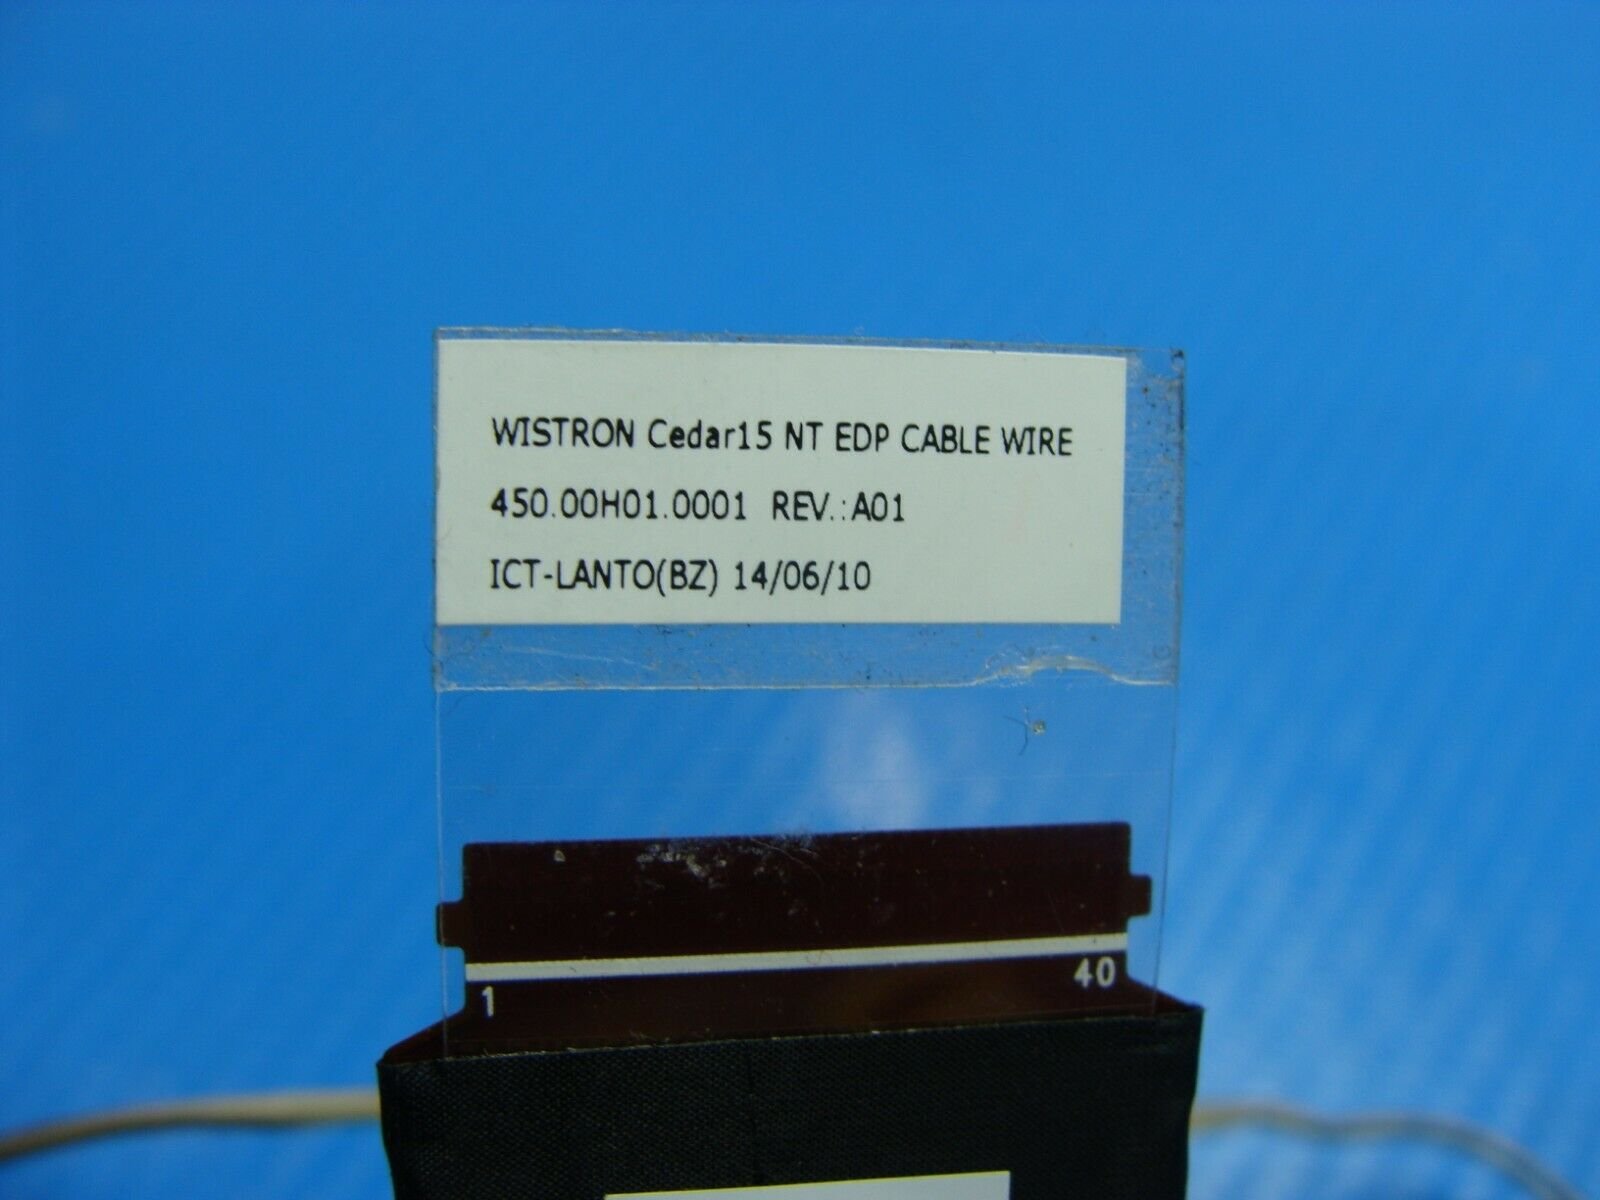 WISTRON Cedar15 NT EDP CABLE WIRE
450.00H01.0001 REV.:A01
ICT-LANTO(BZ) 14/06/10
1 40